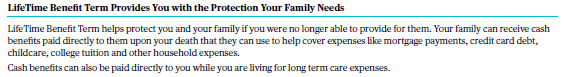 LifeTime Benefit Term Provides You with the Protection Your Family Needs
LifeTime Benefit Term helps protect you and your family if you were no longer able to provide for them. Your family can receive cash
benefits paid directly to them upon your death that they can use to help cover expenses like mortgage payments, credit card debt,
childcare, college tuition and other household expenses.
Cash benefits can also be paid directly to you while you are living for long term care expenses.